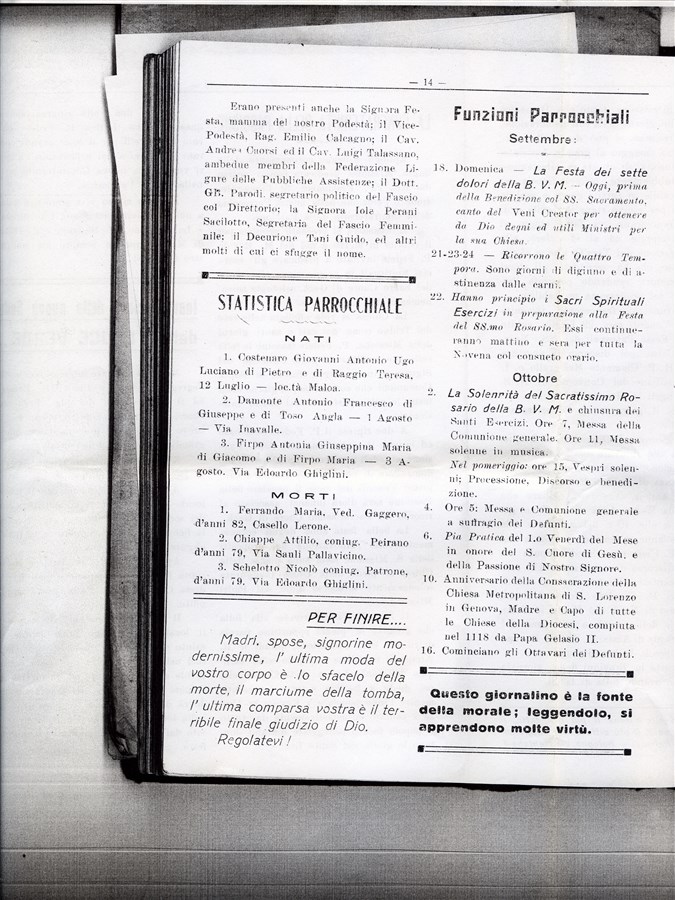 — 14 —
Erano presenti anche la Signora Fe-
sta, mamma del nostro Podestà; il Vice-
Podestà, Rag. Emilio Calcagno; il Cav.
Andrea Caorsi ed il Cav. Luigi Talassano,
ambedue membri della Federazione Li-
gure delle Pubbliche Assistenze; il Dott.
GB. Parodi, segretario politico del Fascio
col Direttorio; la Signora Iole Perani
Sacilotto, Segretaria del Fascio Femmi-
nile; il Decurione Tani Guido, ed altri
molti di cui ci sfugge il nome.
STATISTICA PARROCCHIALE
NATI
1. Costenaro Giovanni Antonio Ugo
Luciano di Pietro e di Raggio Teresa,
12 Luglio — loc.tà Maloa.
2. Damonte Antonio Francesco di
Giuseppe e di Toso Angla — 1 Agosto
— Via Inavalle.
3. Firpo Antonia Giuseppina Maria
di Giacomo e di Firpo Maria — 3 A-
gosto. Via Edoardo Ghiglini.
MORTI
1. Ferrando Maria, Ved. Gaggero,
d'anni 82, Casello Lerone.
2. Chiappe Attilio, coniug. Peirano
d'anni 79, Via Sauli Pallavicino.
3. Schelotto Nicolò coniug. Patrone,
d'anni 79. Via Edoardo Ghiglini.
PER FINIRE....
Madri, spose, signorine mo-
dernissime, l' ultima moda del
vostro corpo è lo sfacelo della
morte, il marciume della tomba,
l' ultima comparsa vostra è il ter-
ribile finale giudizio di Dio.
Regolatevi !
Funzioni Parrocchiali
Settembre:
18. Domenica — La Festa dei sette
dolori della B. V. M. — Oggi, prima
della Benedizione col SS. Sacramento,
canto del Veni Creator per ottenere
da Dio degni ed utili Ministri per
la sua Chiesa.
21-23-24 — Ricorrono le Quattro Tem-
pora. Sono giorni di digiuno e di a-
stinenza dalle carni.
22. Hanno principio i Sacri Spirituali
Esercizi in preparazione alla Festa
del SS.mo Rosario. Essi continue-
ranno mattino e sera per tutta la
Novena col consueto orario.
Ottobre
2. La Solennità del Sacratissimo Ro-
sario della B. V. M. e chiusura dei
Santi Esercizi. Ore 7, Messa della
Comunione generale. Ore 11, Messa
solenne in musica.
Nel pomeriggio: ore 15, Vespri solen-
ni; Processione, Discorso e benedi-
zione.
4. Ore 5: Messa e Comunione generale
a suffragio dei Defunti.
6. Pia Pratica del 1.o Venerdì del Mese
in onore del S. Cuore di Gesù, e
della Passione di Nostro Signore.
10. Anniversario della Consacrazione della
Chiesa Metropolitana di S. Lorenzo
in Genova, Madre e Capo di tutte
le Chiese della Diocesi, compiuta
nel 1118 da Papa Gelasio II.
16. Cominciano gli Ottavari dei Defunti.
Questo giornalino è la fonte
della morale; leggendolo, si
apprendono molte virtù.